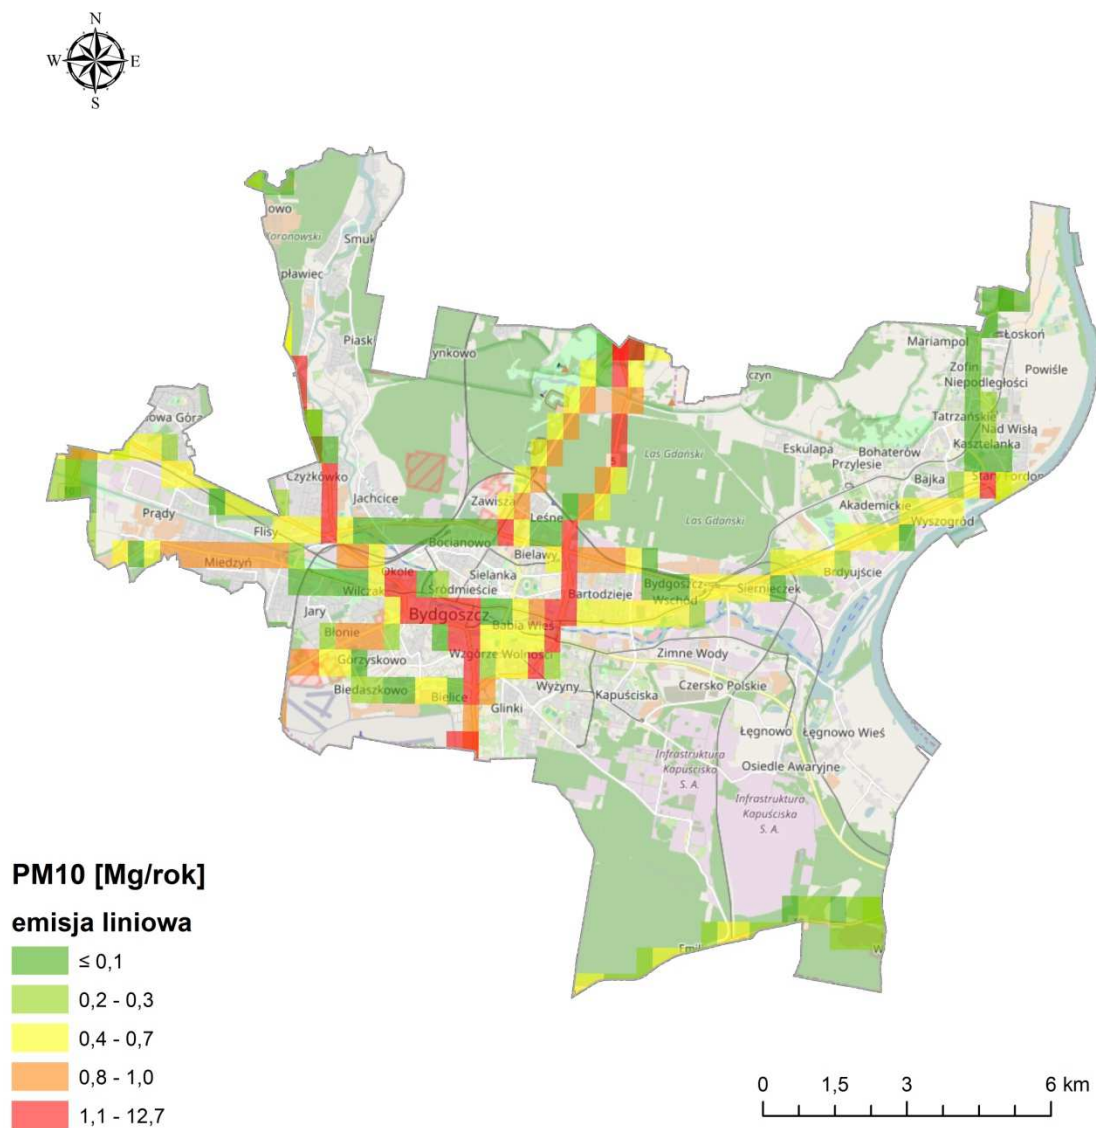 N
W E
S
owo
Koronowski
Smuk
pławiec
Piask
ynkowo
czyn
Mariampol
Łoskoń
Zofin
Niepodległości
Powiśle
Tatrzańskie
Nad Wisłą
Kasztelanka
Eskulapa
Bohaterów
Przylesie
Bajka
Stary Fordon
Akademickie
Wyszogród
Las Gdański
Las Gdański
owa Góra
Czyżkówko
Jachcice
Zawisza
Leśne
Prądy
Flisy
Bocianowo
Bielawy
Miedzyń
Okole
Sielanka
Wilczak
Śródmieście
Bartodzieje
Bydgoszcz
Wschód
Siernieczek
Brdyujście
Jary
Bydgoszcz
Babia Wieś
Błonie
Górzyskowo
Wzgórze Wolności
Zimne Wody
Biedaszkowo
Bielice
Wyżyny
Kapuściska
Czersko Polskie
Glinki
Łęgnowo
Łęgnowo Wieś
Infrastruktura
Kapuściska
S. A.
Osiedle Awaryjne
Infrastruktura
Kapuściska
S. A.
Emil
W
PM10 [Mg/rok]
emisja liniowa
≤ 0,1
0,2 - 0,3
0,4 - 0,7
0,8 - 1,0
1,1 - 12,7
0 1,5 3 6 km